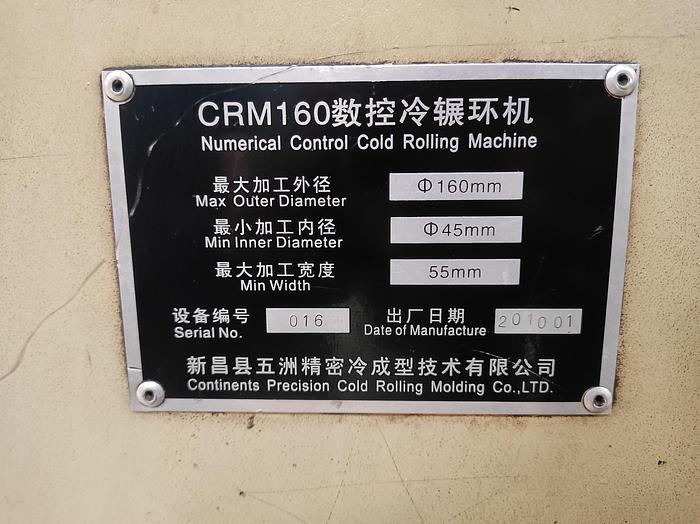 CRM160数控冷辗环机
Numerical Control Cold Rolling Machine
最大加工外径 Φ160mm
Max Outer Diameter
最小加工内径 Φ45mm
Min Inner Diameter
最大加工宽度 55mm
Min Width
设备编号 016 出厂日期 201001
Serial No. Date of Manufacture
新昌县五洲精密冷成型技术有限公司
Continents Precision Cold Rolling Molding Co.,LTD.